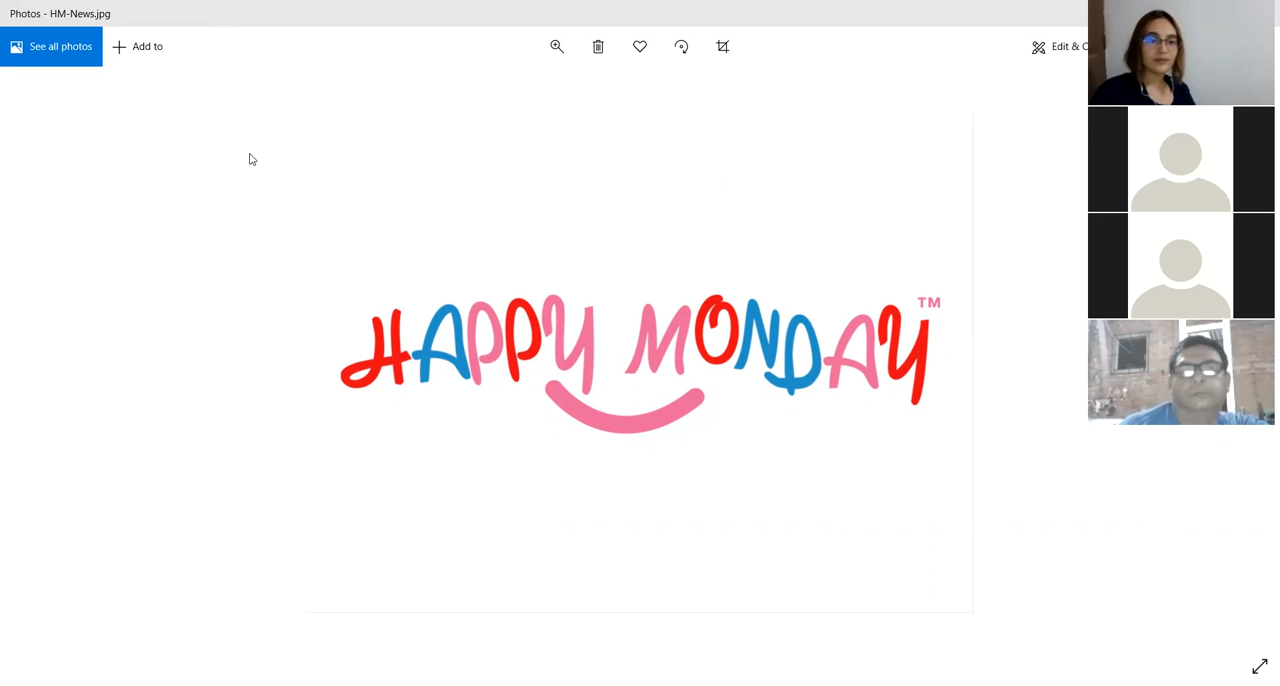 Photos - HM-News.jpg
See all photos
Add to
Edit & C
HAPPY MONDAY™